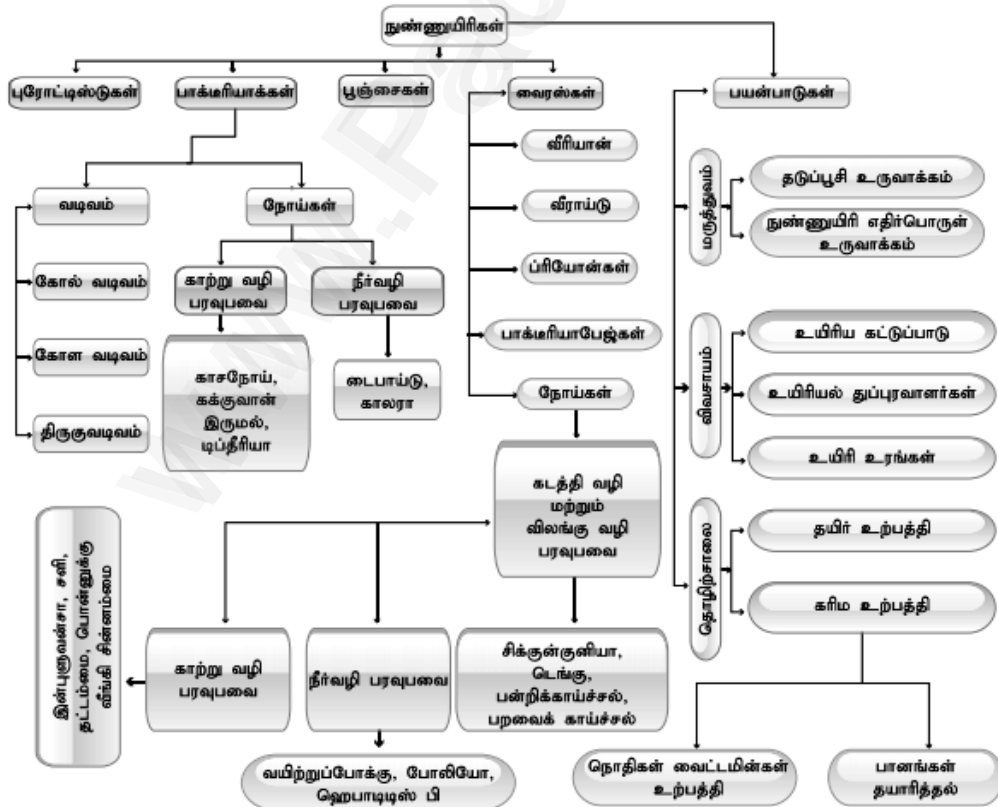 நுண்ணுயிரிகள்
புரோட்டிஸ்டுகள்
பாக்டீரியாக்கள்
பூஞ்சைகள்
வைரஸ்கள்
பயன்பாடுகள்
வடிவம்
கோல் வடிவம்
கோள வடிவம்
திருகுவடிவம்
நோய்கள்
காற்று வழி
பரவுபவை
காசநோய்,
கக்குவான்
இருமல்,
டிப்தீரியா
நீர்வழி
பரவுபவை
டைபாய்டு,
காலரா
வீரியான்
வீராய்டு
ப்ரியோன்கள்
பாக்டீரியாபேஜ்கள்
நோய்கள்
கடத்தி வழி
மற்றும்
விலங்கு வழி
பரவுபவை
சிக்குன்குனியா,
டெங்கு,
பன்றிக்காய்ச்சல்,
பறவைக் காய்ச்சல்
நீர்வழி பரவுபவை
வயிற்றுப்போக்கு, போலியோ,
ஹெபாடிடிஸ் பி
காற்று வழி
பரவுபவை
இன்புளுவன்சா, சளி,
தட்டம்மை, பொன்னுக்கு
வீங்கி சின்னம்மை
மருத்துவம்
தடுப்பூசி உருவாக்கம்
நுண்ணுயிரி எதிர்பொருள்
உருவாக்கம்
விவசாயம்
உயிரிய கட்டுப்பாடு
உயிரியல் துப்புரவாளர்கள்
உயிரி உரங்கள்
தொழிற்சாலை
தயிர் உற்பத்தி
கரிம உற்பத்தி
நொதிகள் வைட்டமின்கள்
உற்பத்தி
பானங்கள்
தயாரித்தல்